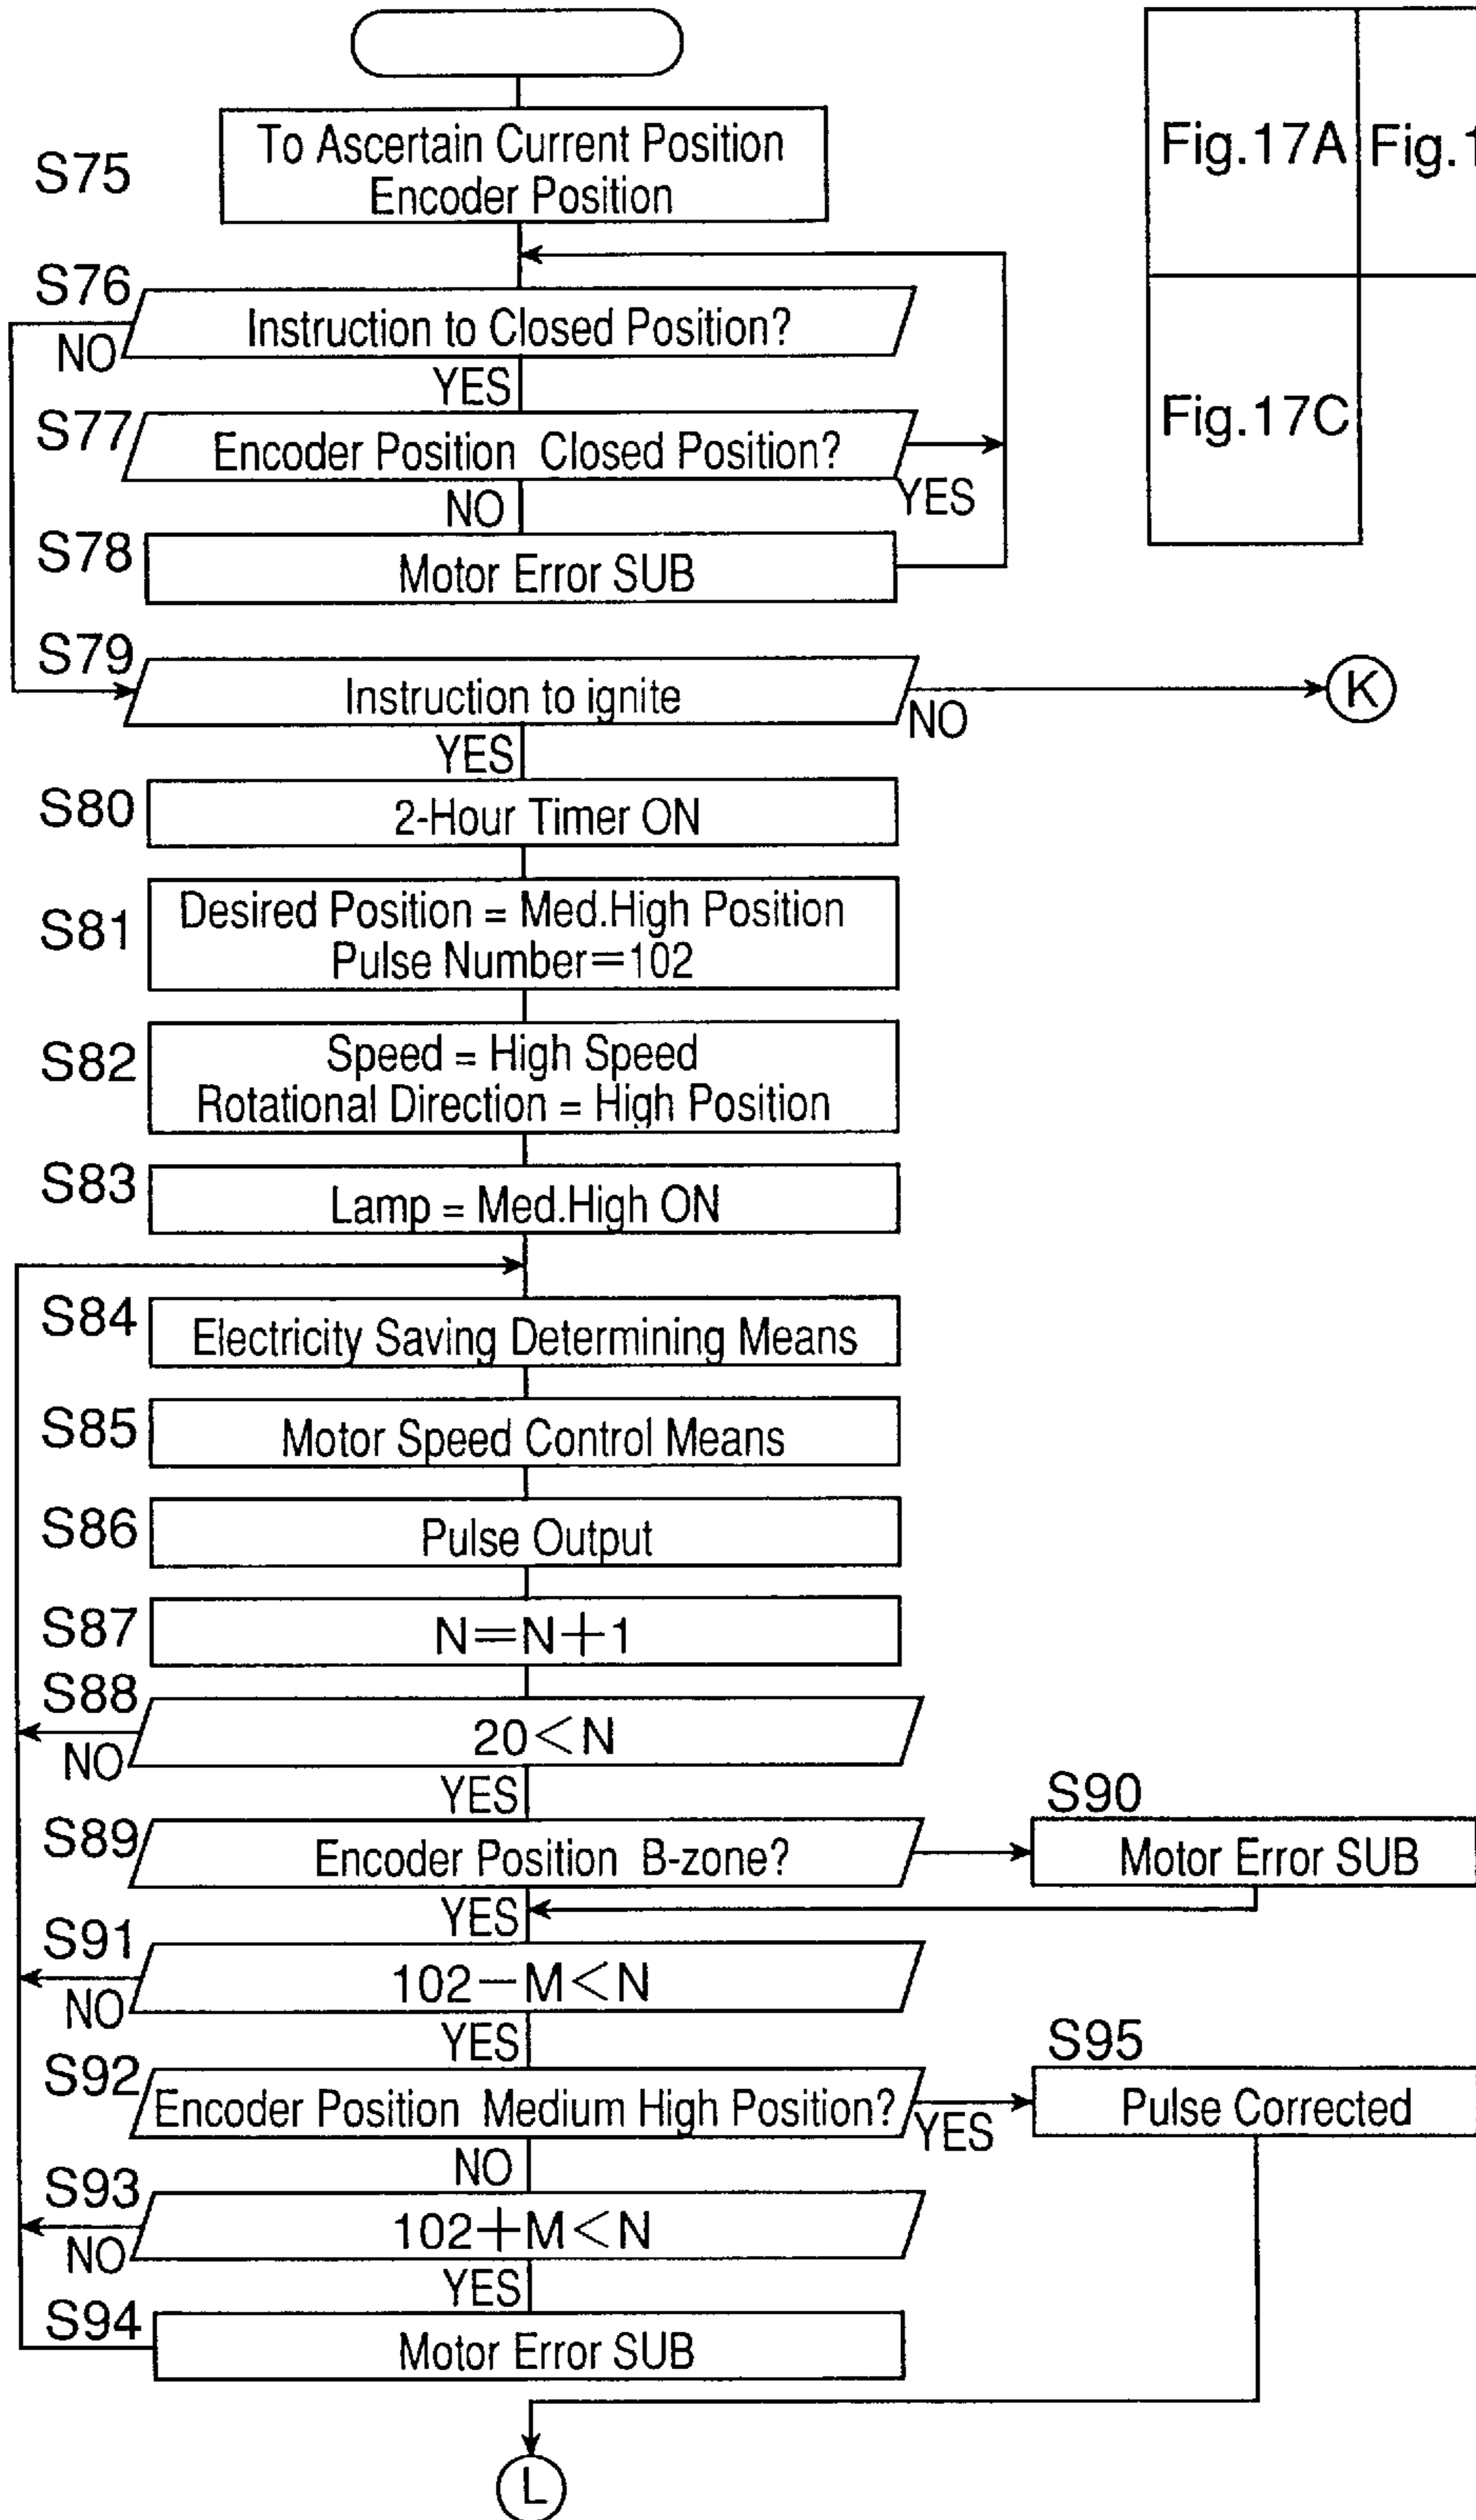 S75
To Ascertain Current Position
Encoder Position
S76
Instruction to Closed Position?
NO
YES
S77
Encoder Position Closed Position?
YES
NO
S78
Motor Error SUB
S79
Instruction to ignite
NO
K
YES
S80
2-Hour Timer ON
S81
Desired Position = Med.High Position
Pulse Number=102
S82
Speed = High Speed
Rotational Direction = High Position
S83
Lamp = Med.High ON
S84
Electricity Saving Determining Means
S85
Motor Speed Control Means
S86
Pulse Output
S87
N=N+1
S88
20<N
NO
YES
S89
Encoder Position B-zone?
S90
Motor Error SUB
YES
S91
102-M<N
NO
YES
S92
Encoder Position Medium High Position?
YES
S95
Pulse Corrected
NO
S93
102+M<N
NO
YES
S94
Motor Error SUB
L
Fig.17A
Fig.1
Fig.17C